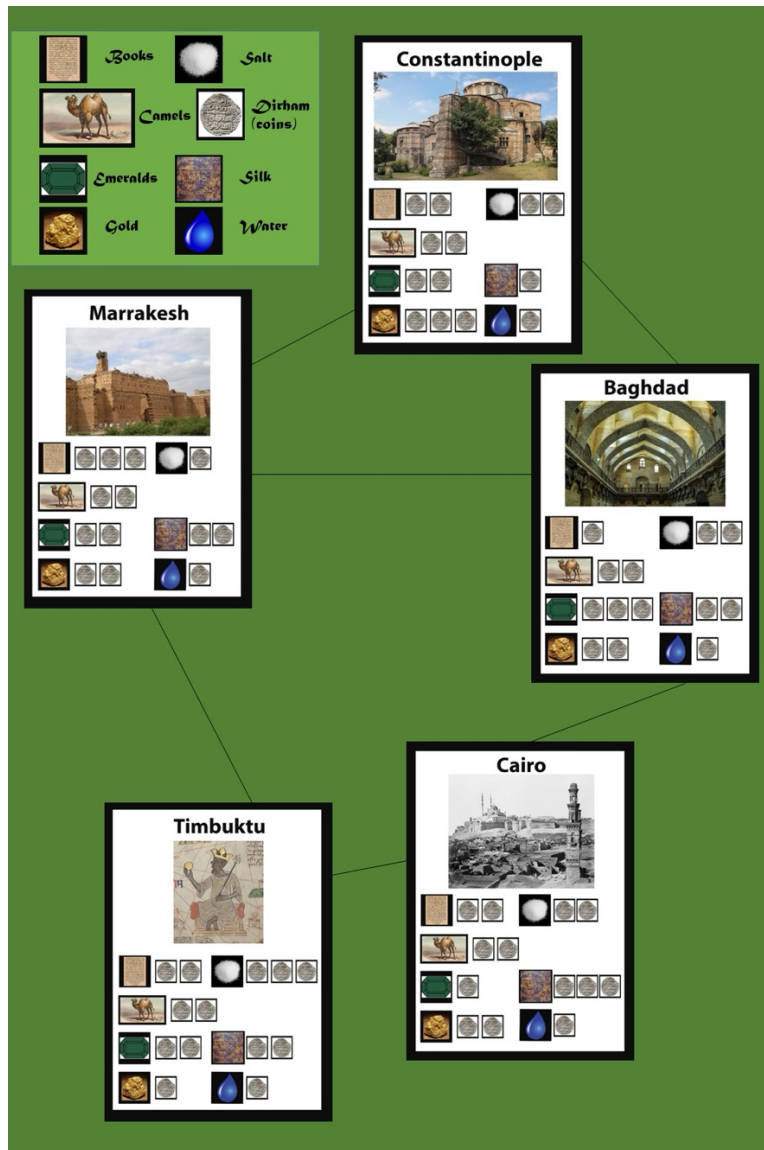 Books
Salt
Camels
Dirham
(coins)
Emeralds
Silk
Gold
Water
Constantinople
Marrakesh
Baghdad
Cairo
Timbuktu